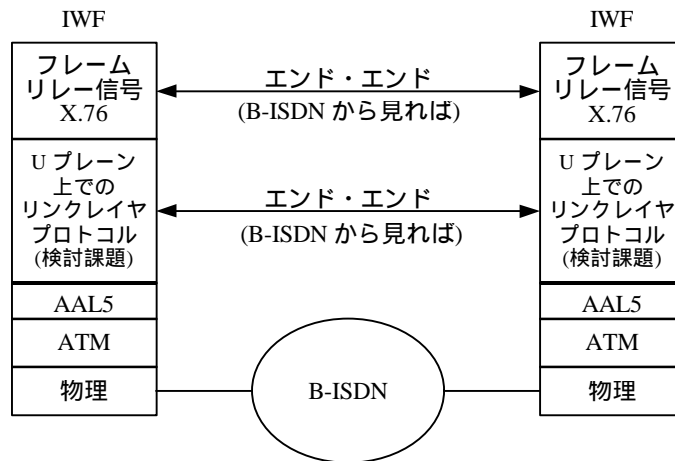 IWF
フレーム
リレー信号
X.76
U プレーン
上での
リンクレイヤ
プロトコル
(検討課題)
AAL5
ATM
物理
エンド・エンド
(B-ISDN から見れば)
エンド・エンド
(B-ISDN から見れば)
B-ISDN
IWF
フレーム
リレー信号
X.76
U プレーン
上での
リンクレイヤ
プロトコル
(検討課題)
AAL5
ATM
物理